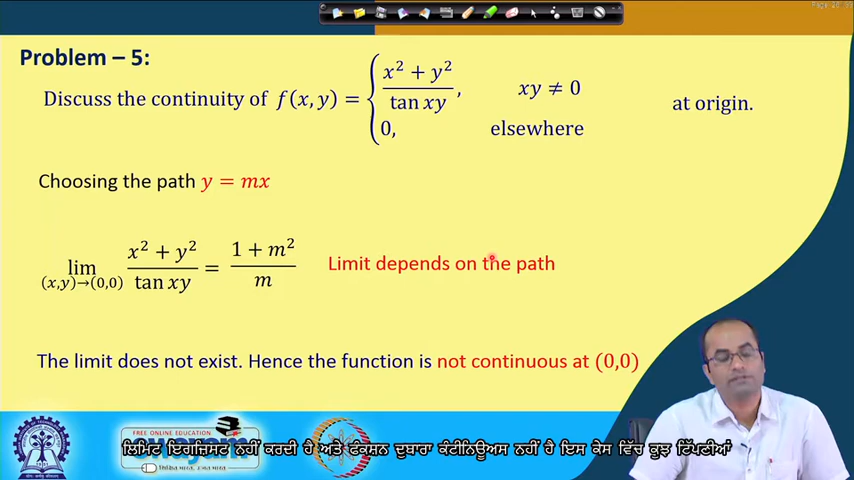 Problem – 5:
Discuss the continuity of f(x, y) = { x² + y² / tan xy, xy ≠ 0 at origin.
0, elsewhere
Choosing the path y = mx
lim (x,y)→(0,0) x² + y² / tan xy = 1 + m² / m Limit depends on the path
The limit does not exist. Hence the function is not continuous at (0,0)
FREE ONLINE EDUCATION
swayam
ਲਿਮਿਟ ਇਗਜ਼ਿਸਟ ਨਹੀਂ ਕਰਦੀ ਹੈ ਅਤੇ ਫੰਕਸ਼ਨ ਦੁਬਾਰਾ ਕੰਟੀਨਿਊਅਸ ਨਹੀਂ ਹੈ ਇਸ ਕੇਸ ਵਿੱਚ ਕੁਝ ਟਿੱਪਣੀਆਂ